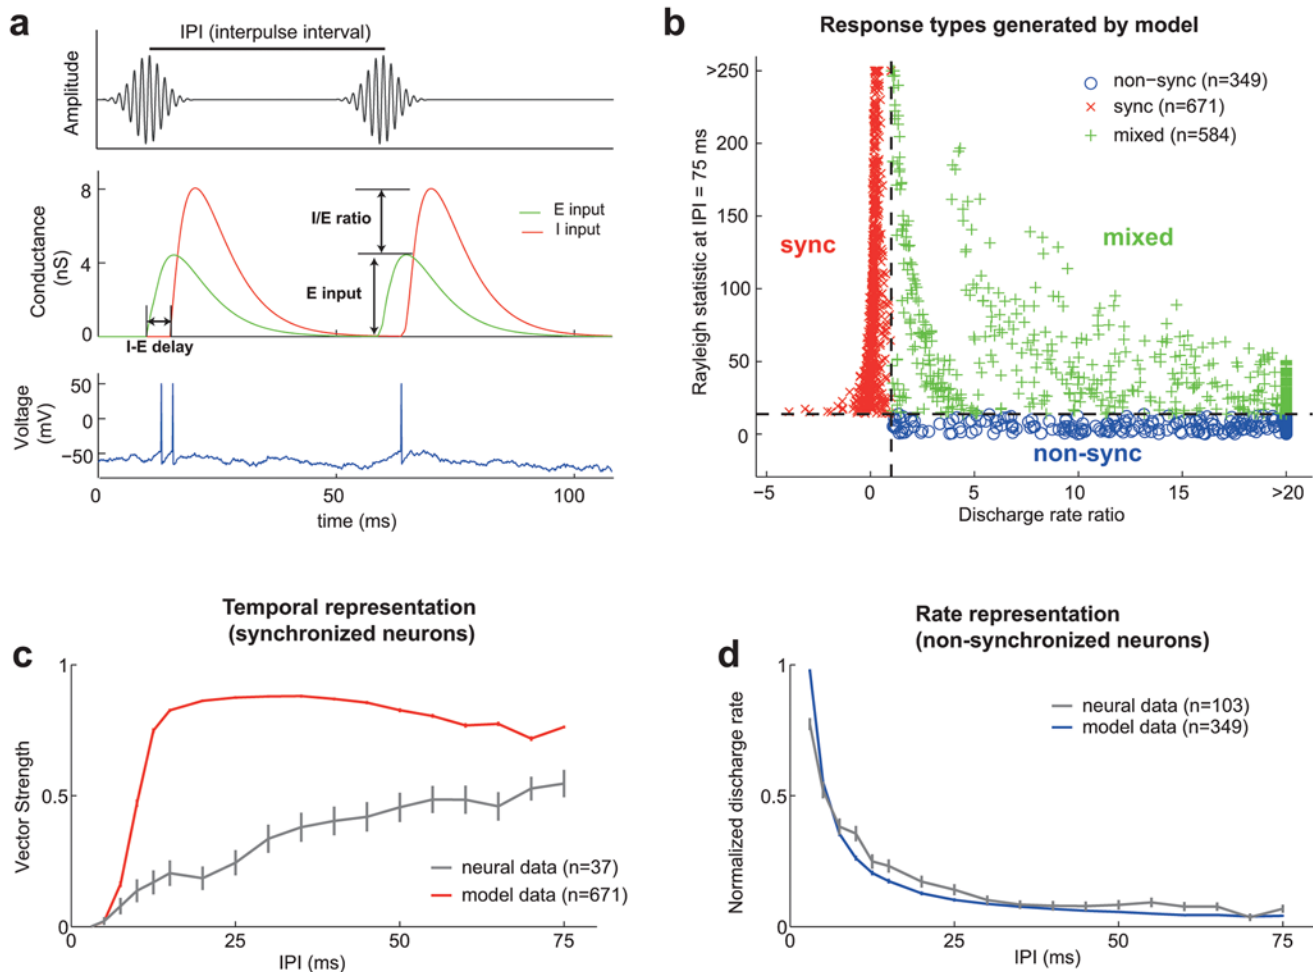 a
IPI (interpulse interval)
Amplitude
8
4
0
Conductance
(nS)
I/E ratio
E input
I-E delay
E input
I input
50
0
−50
Voltage
(mV)
0
50
100
time (ms)
b
Response types generated by model
>250
200
150
100
50
0
Rayleigh statistic at IPI = 75 ms
non−sync (n=349)
sync (n=671)
mixed (n=584)
sync
mixed
non-sync
−5
0
5
10
15
>20
Discharge rate ratio
c
Temporal representation
(synchronized neurons)
1
0.5
0
Vector Strength
neural data (n=37)
model data (n=671)
0
25
50
75
IPI (ms)
d
Rate representation
(non-synchronized neurons)
1
0.5
0
Normalized discharge rate
neural data (n=103)
model data (n=349)
0
25
50
75
IPI (ms)